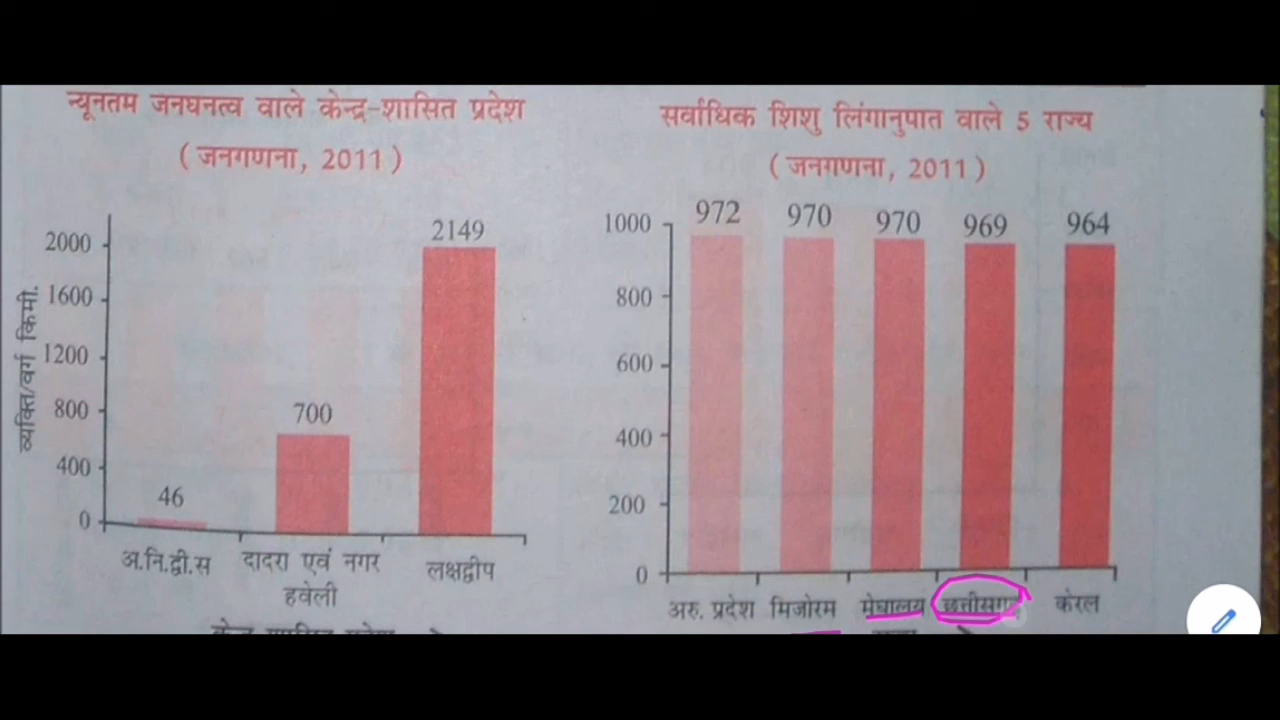 न्यूनतम जनघनत्व वाले केन्द्र-शासित प्रदेश
(जनगणना, 2011)
व्यक्ति/वर्ग किमी.
2000
1600
1200
800
400
0
46
700
2149
अ.नि.द्वी.स
दादरा एवं नगर
हवेली
लक्षद्वीप
सर्वाधिक शिशु लिंगानुपात वाले 5 राज्य
(जनगणना, 2011)
1000
800
600
400
200
0
972
970
970
969
964
अरु. प्रदेश
मिजोरम
मेघालय
छत्तीसगढ़
केरल